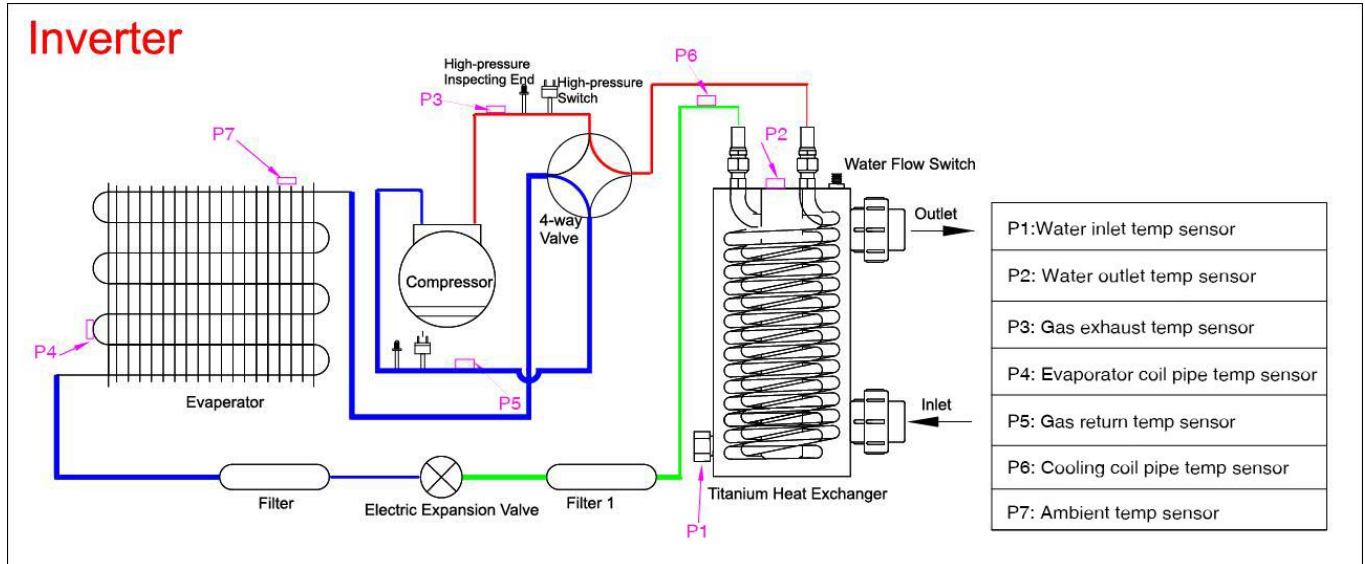 Inverter
High-pressure
Inspecting End
High-pressure
Switch
P3
P6
P7
P2
Water Flow Switch
4-way
Valve
Compressor
Outlet
P4
P5
Evaperator
Inlet
Filter
Electric Expansion Valve
Filter 1
Titanium Heat Exchanger
P1
P1:Water inlet temp sensor
P2: Water outlet temp sensor
P3: Gas exhaust temp sensor
P4: Evaporator coil pipe temp sensor
P5: Gas return temp sensor
P6: Cooling coil pipe temp sensor
P7: Ambient temp sensor